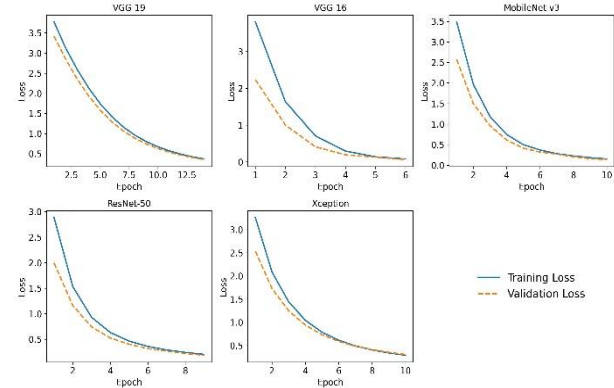 VGG 19
Loss
3.5
3.0
2.5
2.0
1.5
1.0
0.5
2.5 5.0 7.5 10.0 12.5
Epoch
VGG 16
Loss
3
2
1
0
1 2 3 4 5 6
Epoch
MobileNet v3
Loss
3.5
3.0
2.5
2.0
1.5
1.0
0.5
0.0
2 4 6 8 10
Epoch
ResNet-50
Loss
3.0
2.5
2.0
1.5
1.0
0.5
2 4 6 8
Epoch
Xception
Loss
3.0
2.5
2.0
1.5
1.0
0.5
2 4 6 8 10
Epoch
Training Loss
Validation Loss